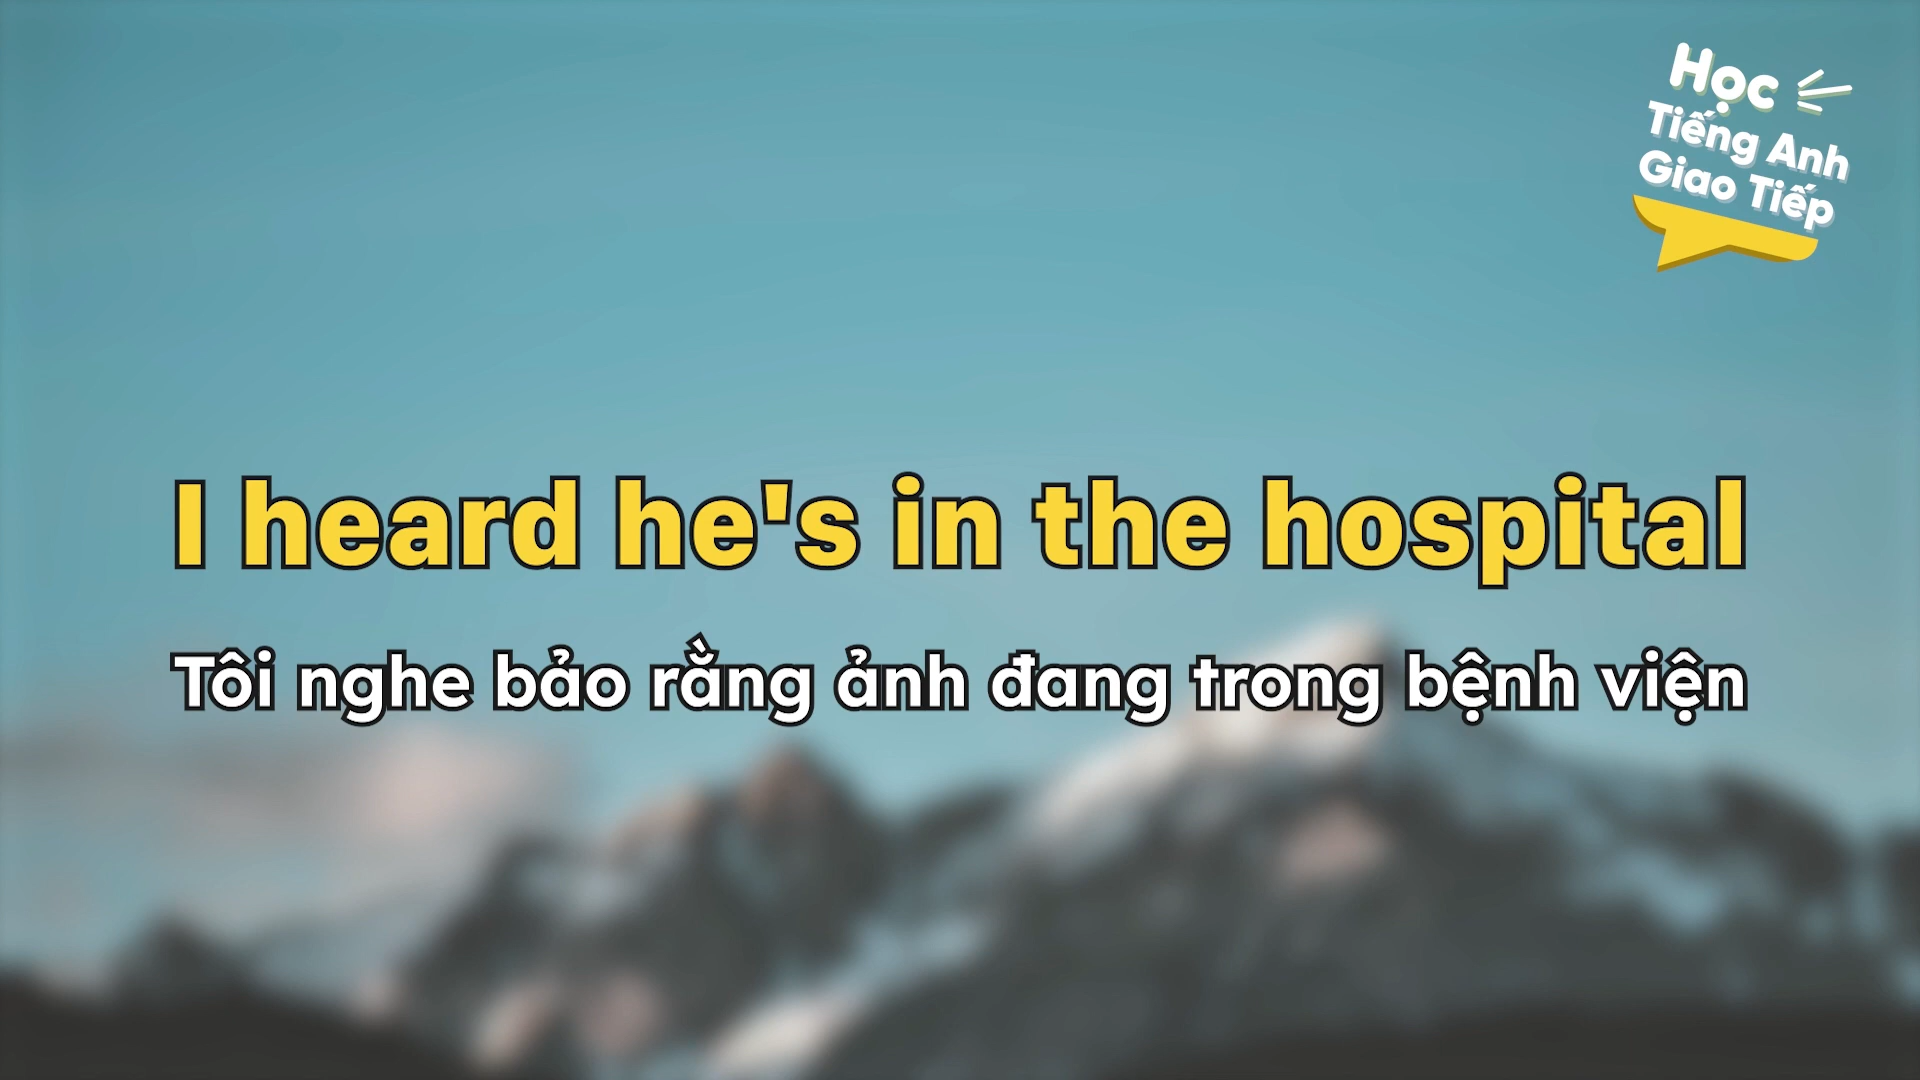 Học
Tiếng Anh
Giao Tiếp
I heard he's in the hospital
Tôi nghe bảo rằng ảnh đang trong bệnh viện